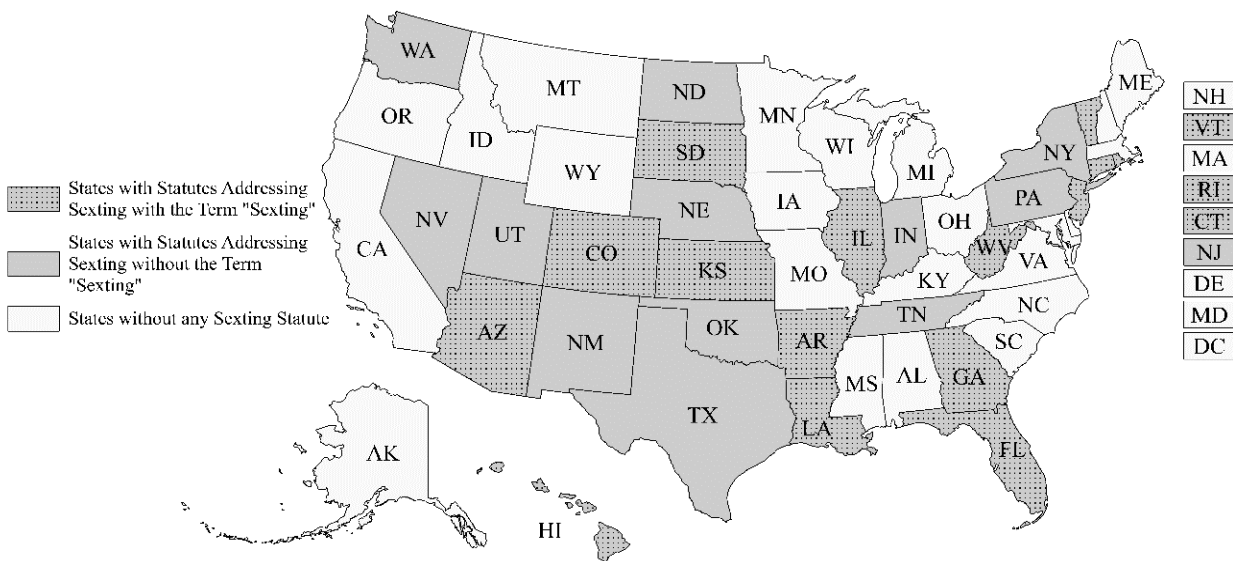 States with Statutes Addressing
Sexting with the Term "Sexting"
States with Statutes Addressing
Sexting without the Term
"Sexting"
States without any Sexting Statute
WA
MT
ND
MN
ME
OR
ID
SD
WI
MI
NY
WY
IA
PA
NE
NV
UT
IL
IN
OH
CA
CO
WV
VA
KS
MO
KY
NC
TN
AZ
NM
OK
AR
SC
MS
AL
GA
TX
LA
FL
AK
HI
NH
VT
MA
RI
CT
NJ
DE
MD
DC